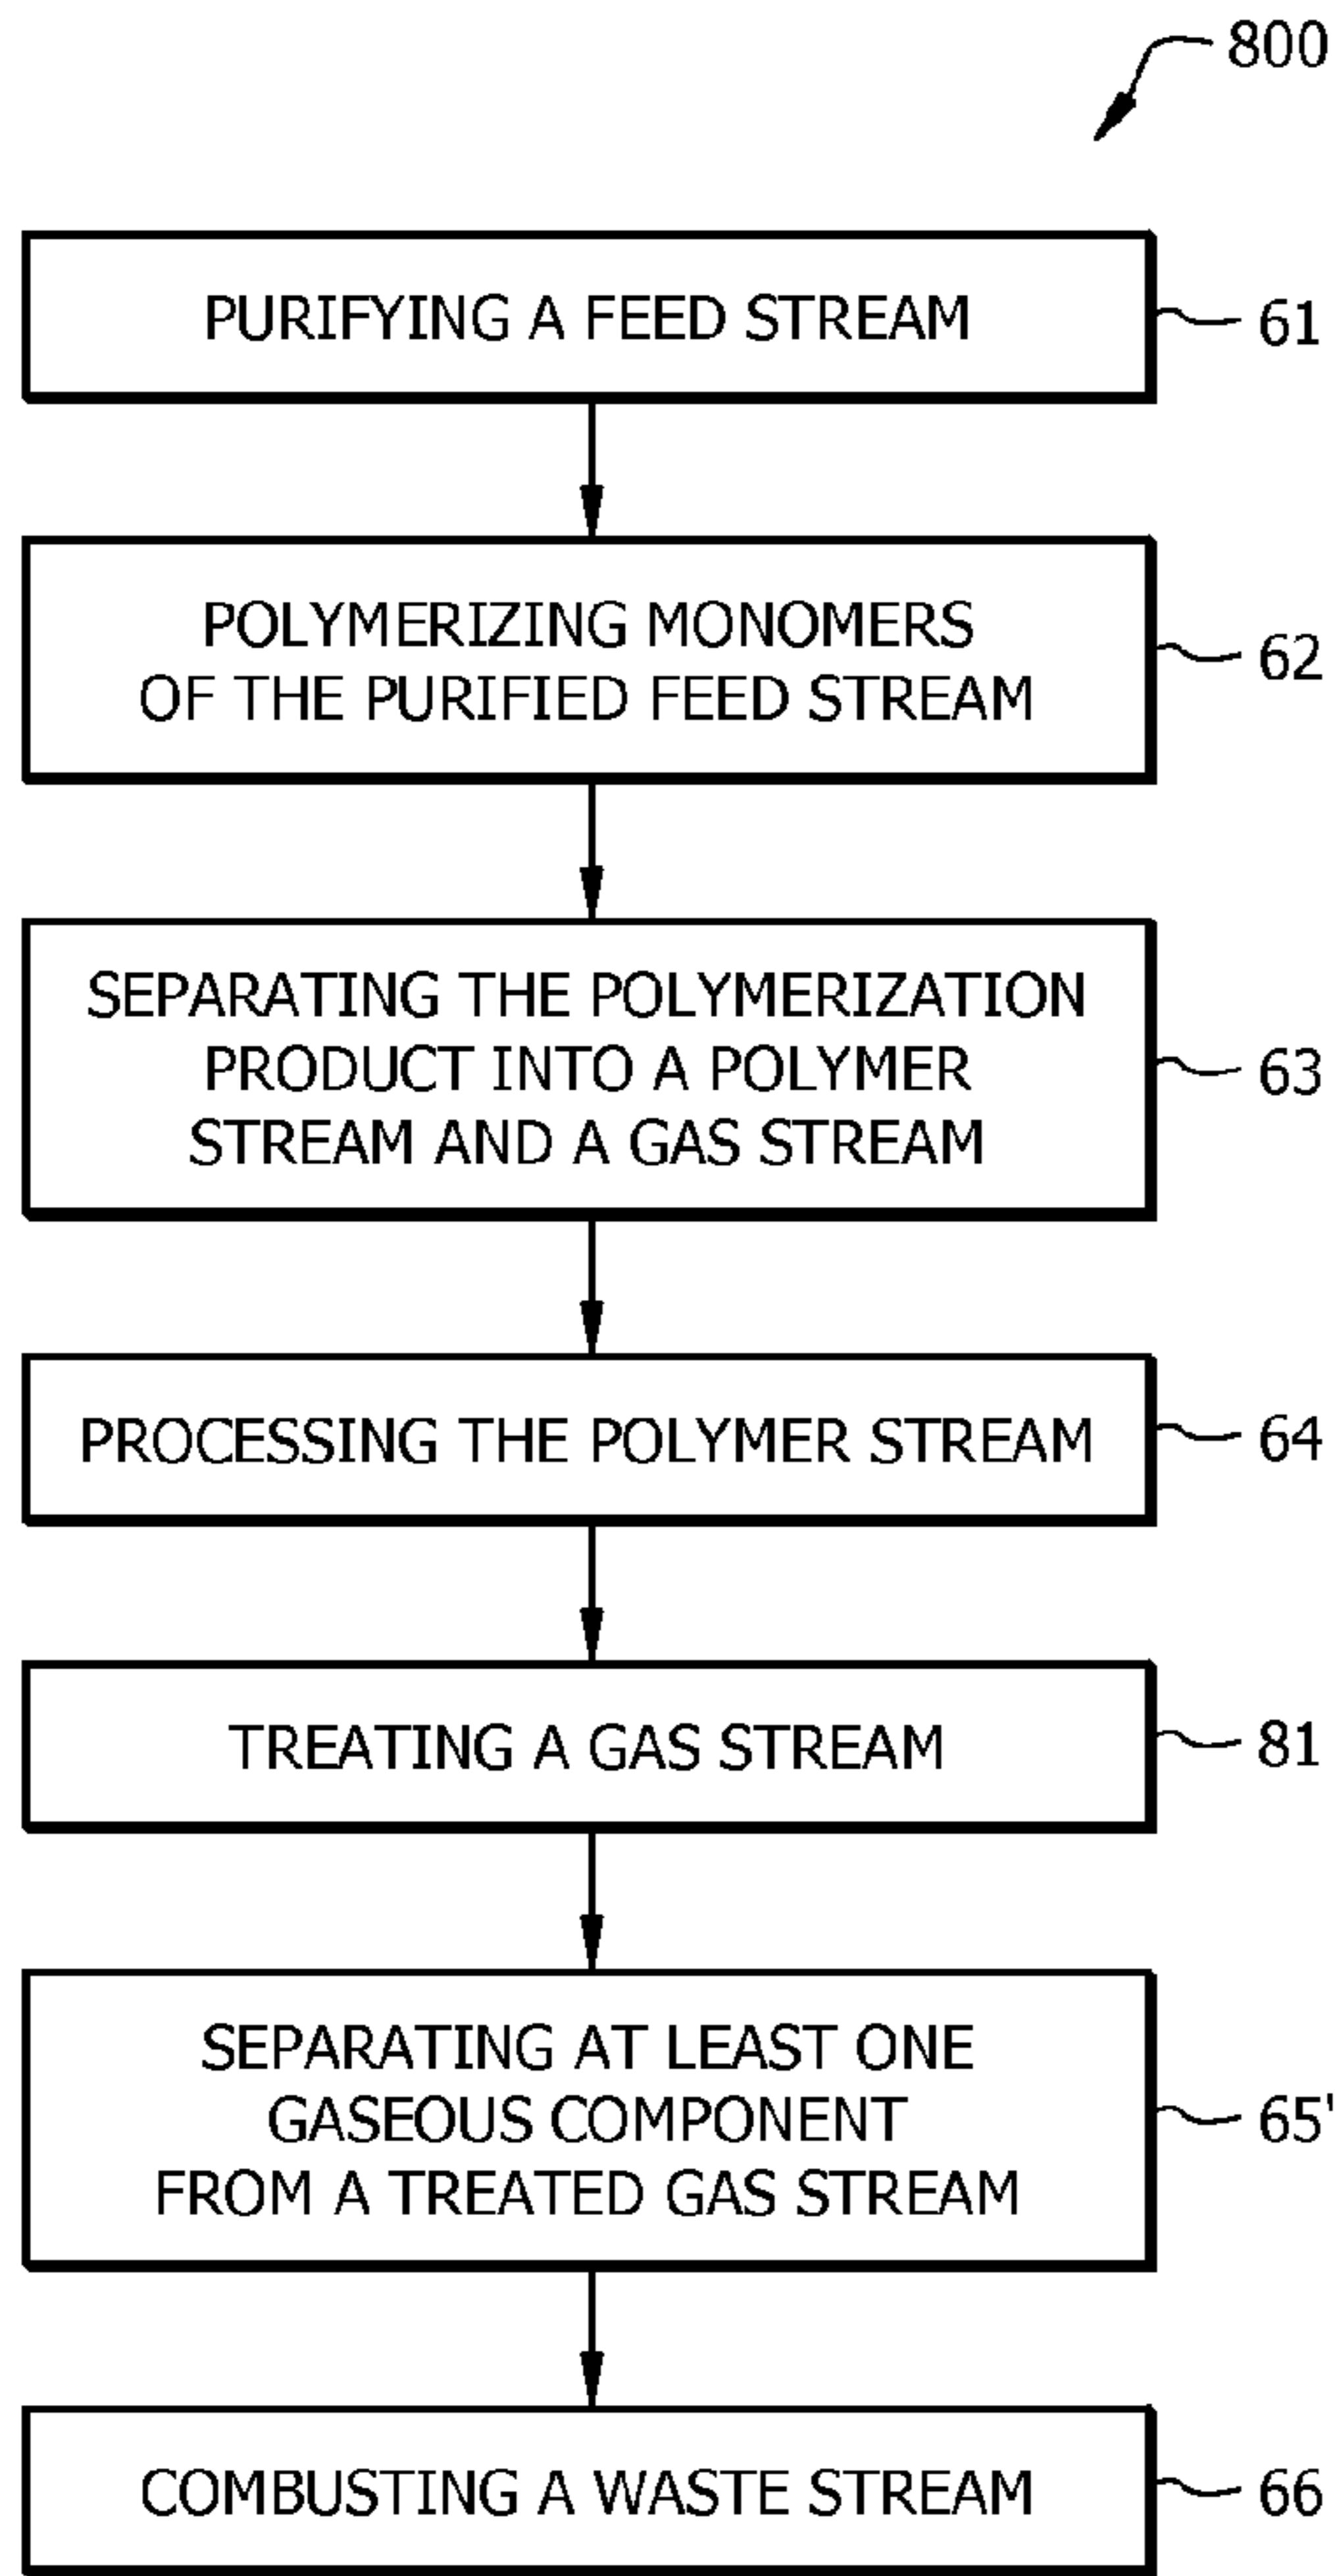 800
PURIFYING A FEED STREAM
61
POLYMERIZING MONOMERS
OF THE PURIFIED FEED STREAM
62
SEPARATING THE POLYMERIZATION
PRODUCT INTO A POLYMER
STREAM AND A GAS STREAM
63
PROCESSING THE POLYMER STREAM
64
TREATING A GAS STREAM
81
SEPARATING AT LEAST ONE
GASEOUS COMPONENT
FROM A TREATED GAS STREAM
65'
COMBUSTING A WASTE STREAM
66